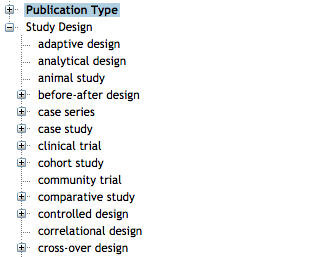 Publication Type
Study Design
adaptive design
analytical design
animal study
before-after design
case series
case study
clinical trial
cohort study
community trial
comparative study
controlled design
correlational design
cross-over design